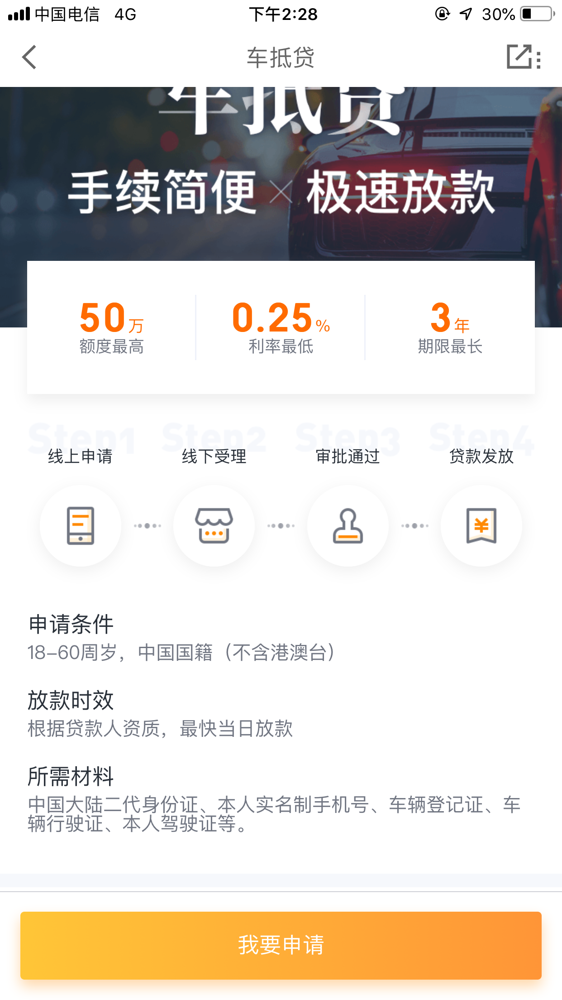 中国电信 4G 下午2:28 30%
车抵贷
车抵贷
手续简便 × 极速放款
50万 0.25% 3年
额度最高 利率最低 期限最长
Step1 Step2 Step3 Step4
线上申请 线下受理 审批通过 贷款发放
申请条件
18-60周岁，中国国籍（不含港澳台）
放款时效
根据贷款人资质，最快当日放款
所需材料
中国大陆二代身份证、本人实名制手机号、车辆登记证、车
辆行驶证、本人驾驶证等。
我要申请